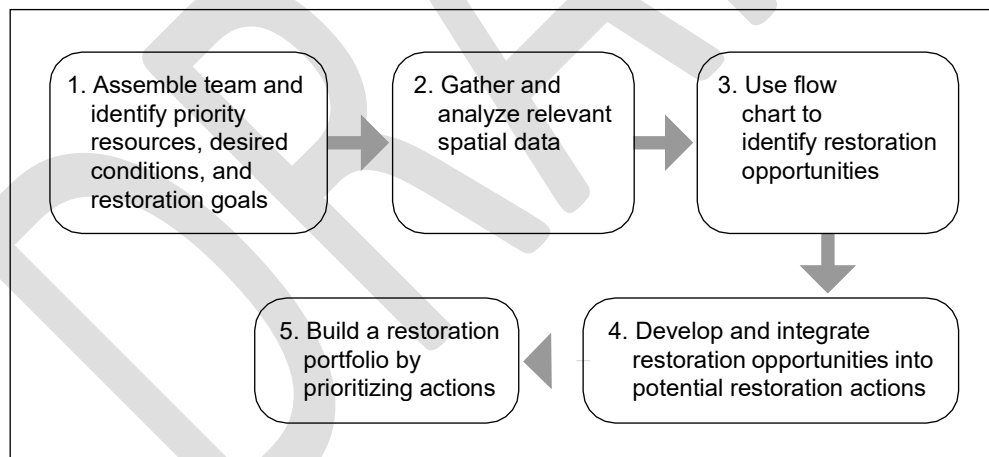 1. Assemble team and
identify priority
resources, desired
conditions, and
restoration goals
2. Gather and
analyze relevant
spatial data
3. Use flow
chart to
identify restoration
opportunities
4. Develop and integrate
restoration opportunities into
potential restoration actions
5. Build a restoration
portfolio by
prioritizing actions
DRA